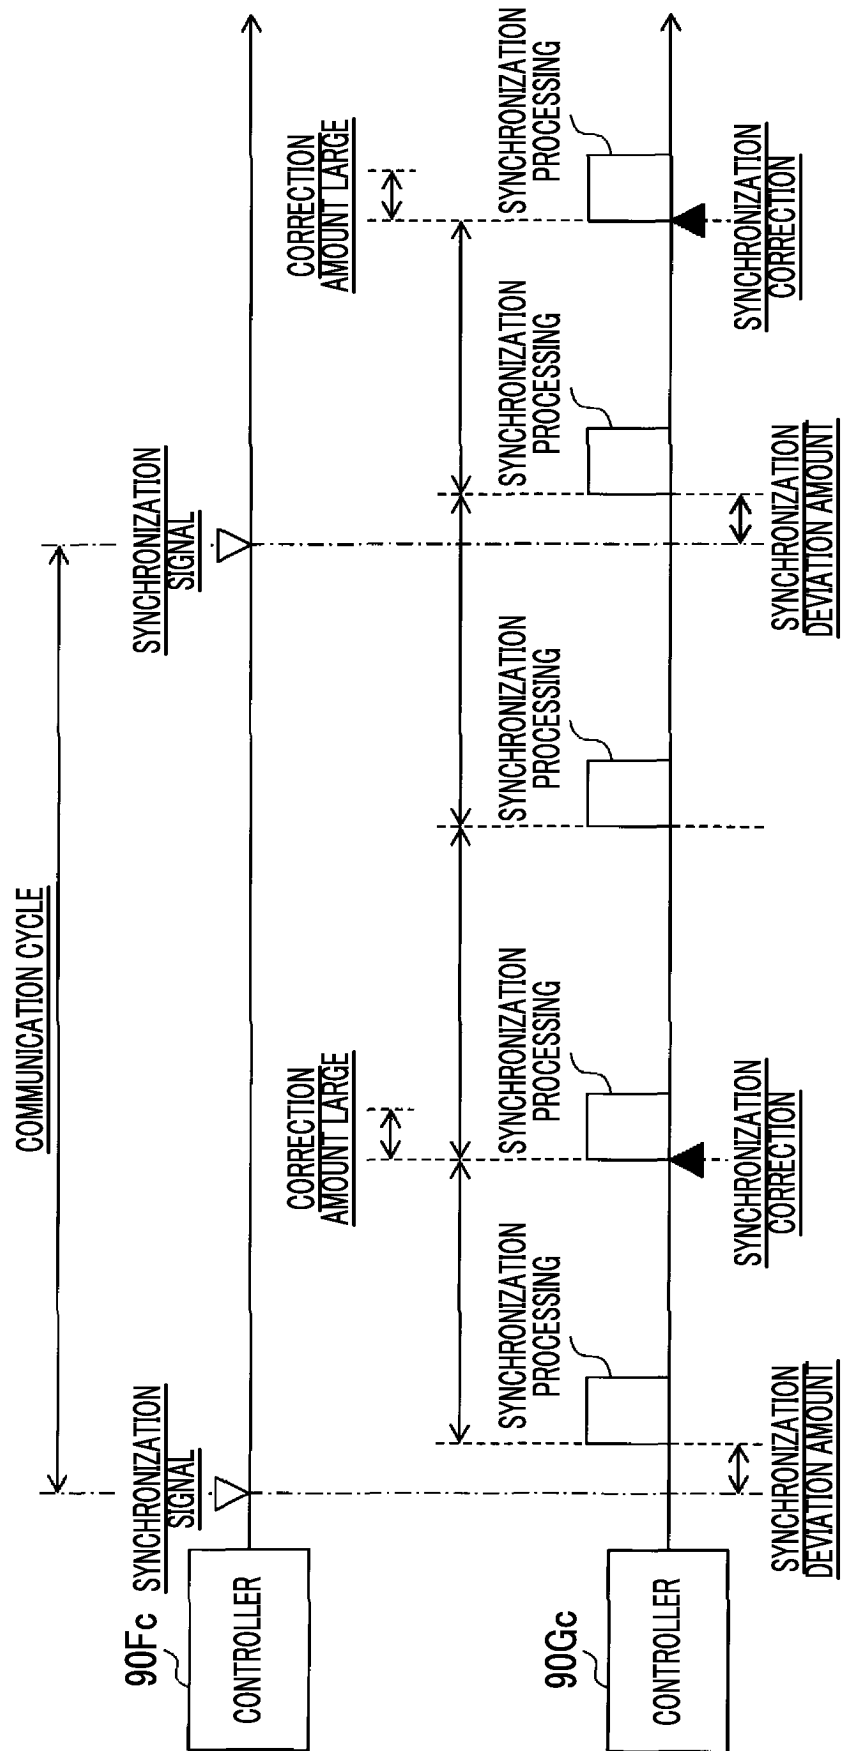 COMMUNICATION CYCLE
SYNCHRONIZATION
SIGNAL
SYNCHRONIZATION
SIGNAL
90Fc
CONTROLLER
CORRECTION
AMOUNT LARGE
CORRECTION
AMOUNT LARGE
SYNCHRONIZATION
PROCESSING
SYNCHRONIZATION
PROCESSING
SYNCHRONIZATION
PROCESSING
SYNCHRONIZATION
PROCESSING
SYNCHRONIZATION
PROCESSING
90Gc
CONTROLLER
SYNCHRONIZATION
DEVIATION AMOUNT
SYNCHRONIZATION
CORRECTION
SYNCHRONIZATION
DEVIATION AMOUNT
SYNCHRONIZATION
CORRECTION